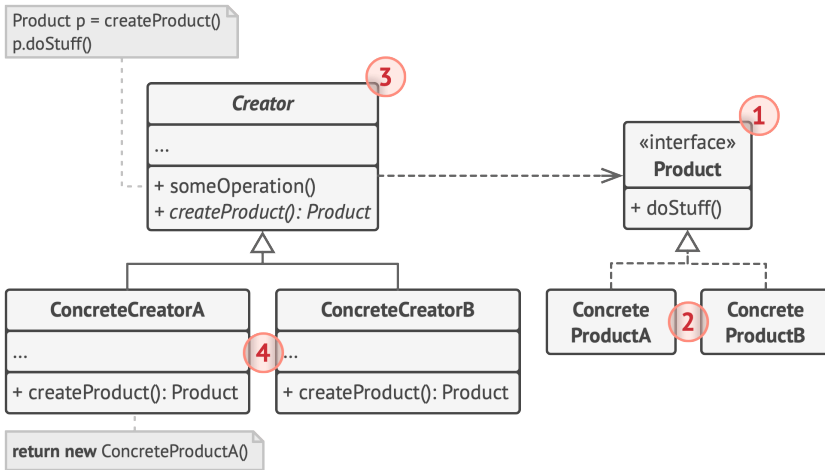 Product p = createProduct()
p.doStuff()
3
Creator
...
+ someOperation()
+ createProduct(): Product
1
«interface»
Product
+ doStuff()
ConcreteCreatorA
...
+ createProduct(): Product
4
ConcreteCreatorB
...
+ createProduct(): Product
Concrete
ProductA
2
Concrete
ProductB
return new ConcreteProductA()